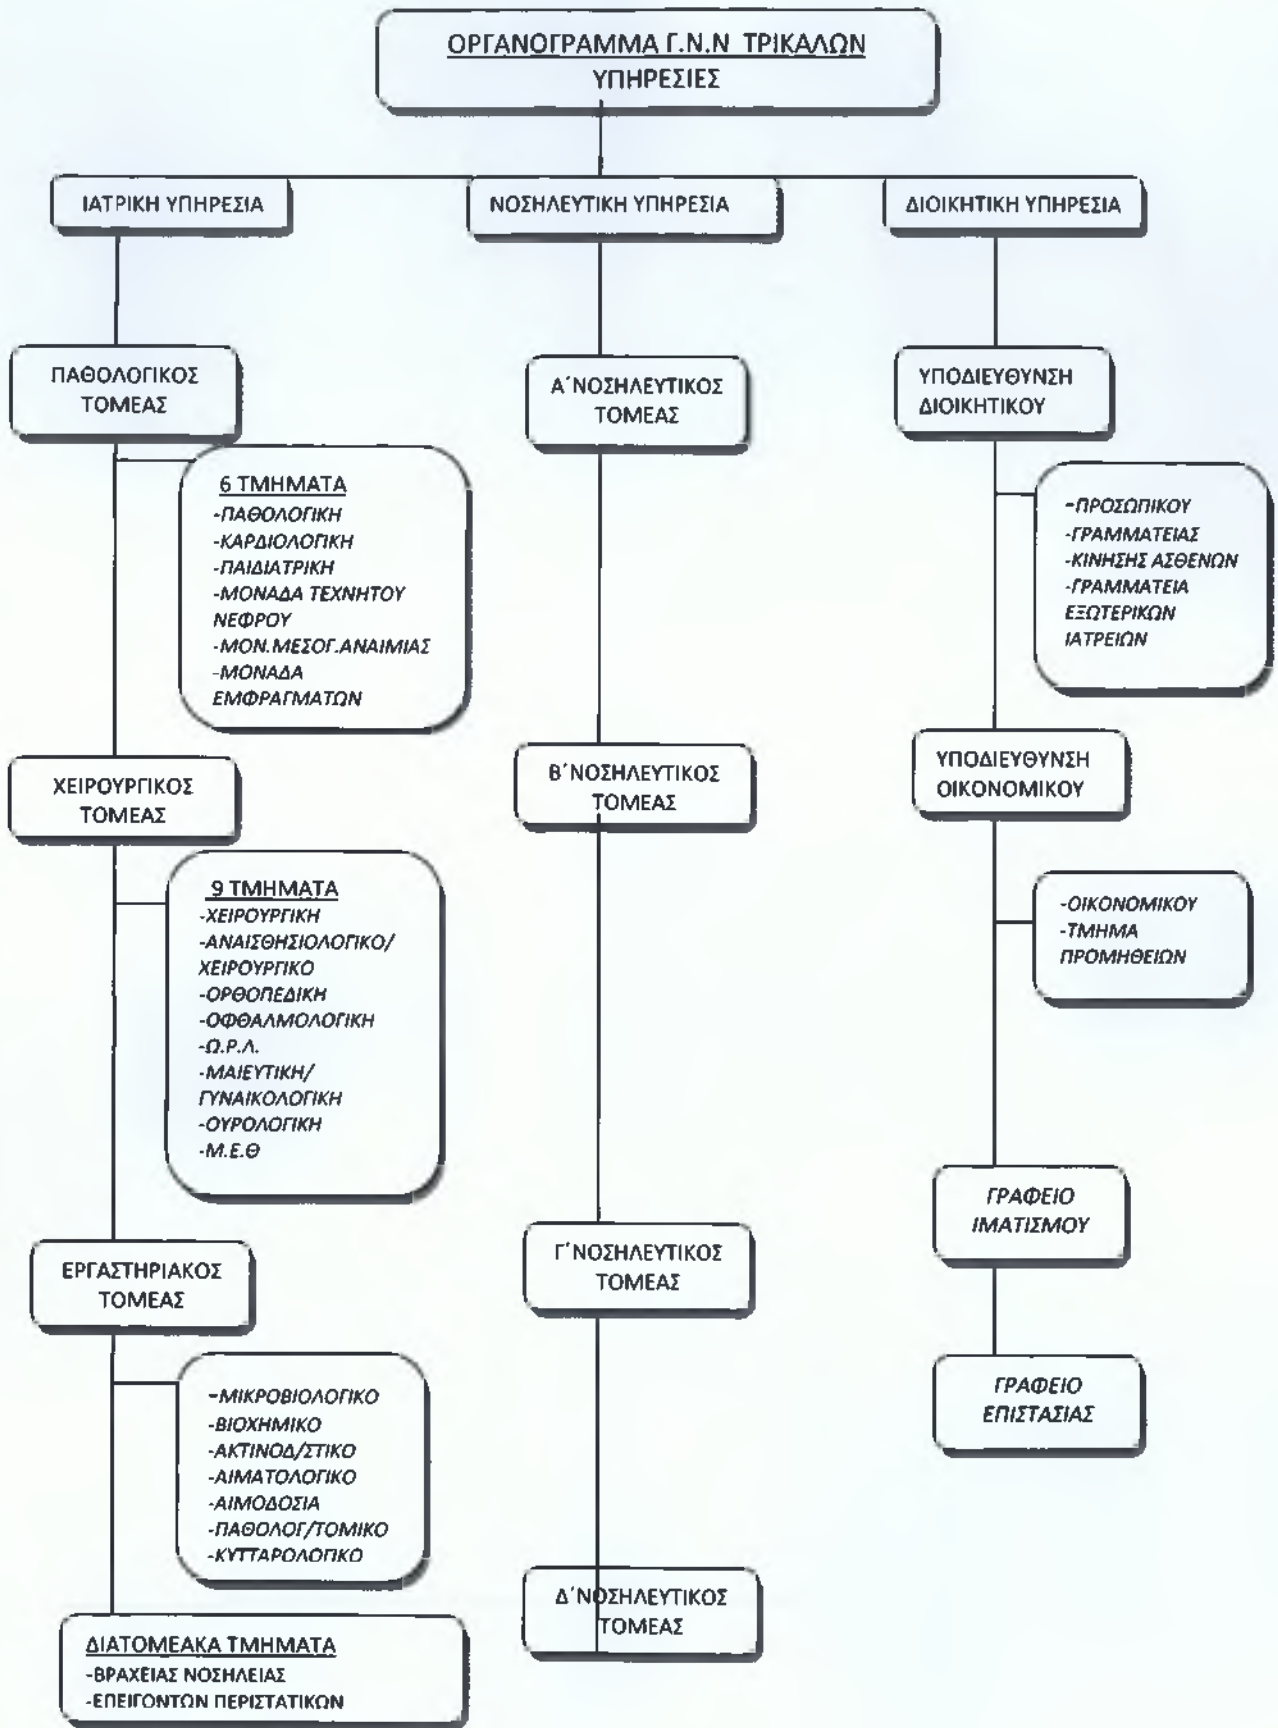 ΟΡΓΑΝΟΓΡΑΜΜΑ Γ.Ν.Ν ΤΡΙΚΑΛΩΝ
ΥΠΗΡΕΣΙΕΣ
ΙΑΤΡΙΚΗ ΥΠΗΡΕΣΙΑ
ΝΟΣΗΛΕΥΤΙΚΗ ΥΠΗΡΕΣΙΑ
ΔΙΟΙΚΗΤΙΚΗ ΥΠΗΡΕΣΙΑ
ΠΑΘΟΛΟΓΙΚΟΣ
ΤΟΜΕΑΣ
6 ΤΜΗΜΑΤΑ
-ΠΑΘΟΛΟΓΙΚΗ
-ΚΑΡΔΙΟΛΟΓΙΚΗ
-ΠΑΙΔΙΑΤΡΙΚΗ
-ΜΟΝΑΔΑ ΤΕΧΝΗΤΟΥ
ΝΕΦΡΟΥ
-ΜΟΝ.ΜΕΣΟΓ.ΑΝΑΙΜΙΑΣ
-ΜΟΝΑΔΑ
ΕΜΦΡΑΓΜΑΤΩΝ
ΧΕΙΡΟΥΡΓΙΚΟΣ
ΤΟΜΕΑΣ
9 ΤΜΗΜΑΤΑ
-ΧΕΙΡΟΥΡΓΙΚΗ
-ΑΝΑΙΣΘΗΣΙΟΛΟΓΙΚΟ/
ΧΕΙΡΟΥΡΓΙΚΟ
-ΟΡΘΟΠΕΔΙΚΗ
-ΟΦΘΑΛΜΟΛΟΓΙΚΗ
-Ω.Ρ.Λ.
-ΜΑΙΕΥΤΙΚΗ/
ΓΥΝΑΙΚΟΛΟΓΙΚΗ
-ΟΥΡΟΛΟΓΙΚΗ
-Μ.Ε.Θ
ΕΡΓΑΣΤΗΡΙΑΚΟΣ
ΤΟΜΕΑΣ
-ΜΙΚΡΟΒΙΟΛΟΓΙΚΟ
-ΒΙΟΧΗΜΙΚΟ
-ΑΚΤΙΝΟΔ/ΣΤΙΚΟ
-ΑΙΜΑΤΟΛΟΓΙΚΟ
-ΑΙΜΟΔΟΣΙΑ
-ΠΑΘΟΛΟΓ/ΤΟΜΙΚΟ
-ΚΥΤΤΑΡΟΛΟΓΙΚΟ
ΔΙΑΤΟΜΕΑΚΑ ΤΜΗΜΑΤΑ
-ΒΡΑΧΕΙΑΣ ΝΟΣΗΛΕΙΑΣ
-ΕΠΕΙΓΟΝΤΩΝ ΠΕΡΙΣΤΑΤΙΚΩΝ
Α΄ΝΟΣΗΛΕΥΤΙΚΟΣ
ΤΟΜΕΑΣ
Β΄ΝΟΣΗΛΕΥΤΙΚΟΣ
ΤΟΜΕΑΣ
Γ΄ΝΟΣΗΛΕΥΤΙΚΟΣ
ΤΟΜΕΑΣ
Δ΄ΝΟΣΗΛΕΥΤΙΚΟΣ
ΤΟΜΕΑΣ
ΥΠΟΔΙΕΥΘΥΝΣΗ
ΔΙΟΙΚΗΤΙΚΟΥ
-ΠΡΟΣΩΠΙΚΟΥ
-ΓΡΑΜΜΑΤΕΙΑΣ
-ΚΙΝΗΣΗΣ ΑΣΘΕΝΩΝ
-ΓΡΑΜΜΑΤΕΙΑ
ΕΞΩΤΕΡΙΚΩΝ
ΙΑΤΡΕΙΩΝ
ΥΠΟΔΙΕΥΘΥΝΣΗ
ΟΙΚΟΝΟΜΙΚΟΥ
-ΟΙΚΟΝΟΜΙΚΟΥ
-ΤΜΗΜΑ
ΠΡΟΜΗΘΕΙΩΝ
ΓΡΑΦΕΙΟ
ΙΜΑΤΙΣΜΟΥ
ΓΡΑΦΕΙΟ
ΕΠΙΣΤΑΣΙΑΣ